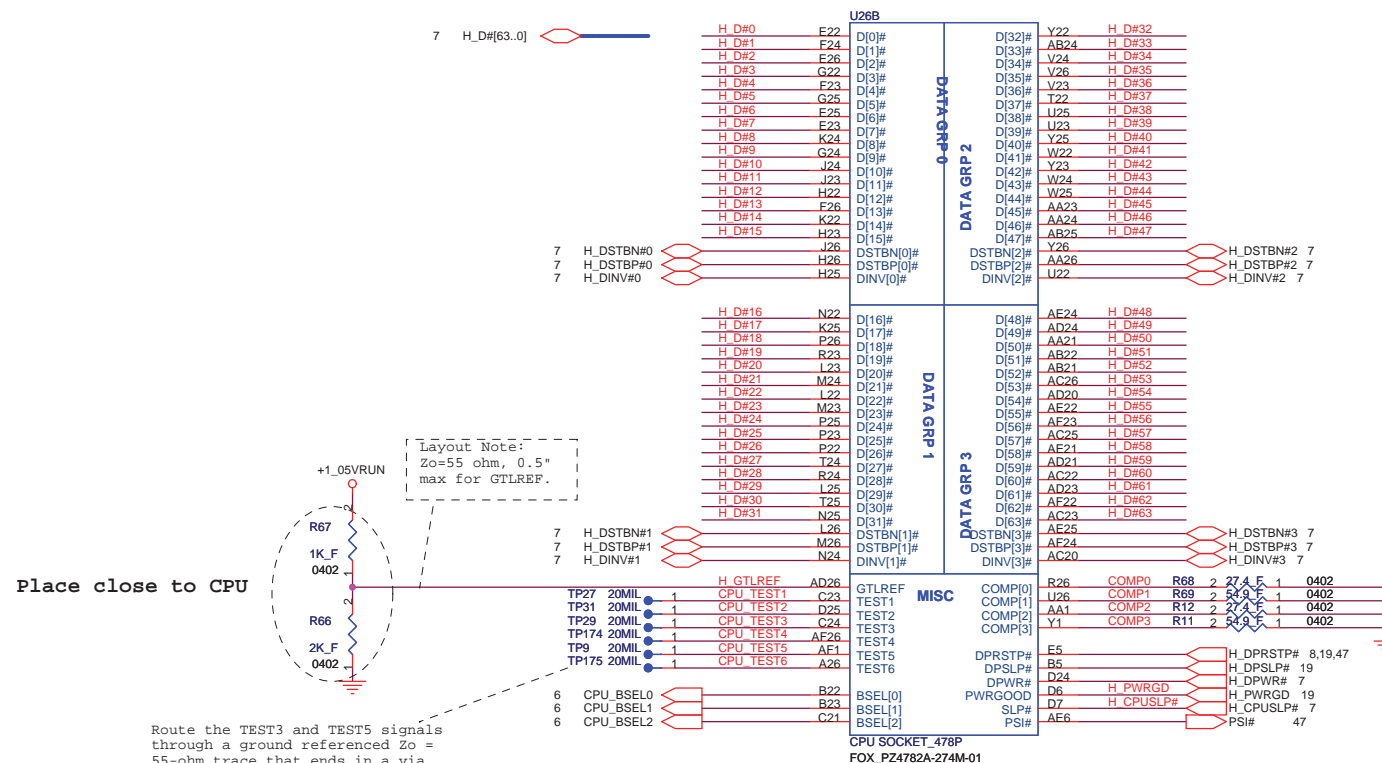 U26B
7 H_D#[63..0]
H_D#0 E22 D[0]# D[32]# Y22 H_D#32
H_D#1 F24 D[1]# D[33]# AB24 H_D#33
H_D#2 E26 D[2]# D[34]# V24 H_D#34
H_D#3 G22 D[3]# D[35]# V26 H_D#35
H_D#4 F23 D[4]# D[36]# V23 H_D#36
H_D#5 G25 D[5]# D[37]# T22 H_D#37
H_D#6 E25 D[6]# D[38]# U25 H_D#38
H_D#7 E23 D[7]# D[39]# U23 H_D#39
H_D#8 K24 D[8]# D[40]# Y25 H_D#40
H_D#9 G24 D[9]# D[41]# W22 H_D#41
H_D#10 J24 D[10]# D[42]# Y23 H_D#42
H_D#11 J23 D[11]# D[43]# W24 H_D#43
H_D#12 H22 D[12]# D[44]# W25 H_D#44
H_D#13 F26 D[13]# D[45]# AA23 H_D#45
H_D#14 K22 D[14]# D[46]# AA24 H_D#46
H_D#15 H23 D[15]# D[47]# AB25 H_D#47
7 H_DSTBN#0 J26 DSTBN[0]# DSTBN[2]# Y26 H_DSTBN#2 7
7 H_DSTBP#0 H26 DSTBP[0]# DSTBP[2]# AA26 H_DSTBP#2 7
7 H_DINV#0 H25 DINV[0]# DINV[2]# U22 H_DINV#2 7
DATA GRP 0
DATA GRP 2
H_D#16 N22 D[16]# D[48]# AE24 H_D#48
H_D#17 K25 D[17]# D[49]# AD24 H_D#49
H_D#18 P26 D[18]# D[50]# AA21 H_D#50
H_D#19 R23 D[19]# D[51]# AB22 H_D#51
H_D#20 L23 D[20]# D[52]# AB21 H_D#52
H_D#21 M24 D[21]# D[53]# AC26 H_D#53
H_D#22 L22 D[22]# D[54]# AD20 H_D#54
H_D#23 M23 D[23]# D[55]# AE22 H_D#55
H_D#24 P25 D[24]# D[56]# AF23 H_D#56
H_D#25 P23 D[25]# D[57]# AC25 H_D#57
H_D#26 P22 D[26]# D[58]# AE21 H_D#58
H_D#27 T24 D[27]# D[59]# AD21 H_D#59
H_D#28 R24 D[28]# D[60]# AC22 H_D#60
H_D#29 L25 D[29]# D[61]# AD23 H_D#61
H_D#30 T25 D[30]# D[62]# AF22 H_D#62
H_D#31 N25 D[31]# D[63]# AC23 H_D#63
7 H_DSTBN#1 L26 DSTBN[1]# DSTBN[3]# AE25 H_DSTBN#3 7
7 H_DSTBP#1 M26 DSTBP[1]# DSTBP[3]# AF24 H_DSTBP#3 7
7 H_DINV#1 N24 DINV[1]# DINV[3]# AC20 H_DINV#3 7
DATA GRP 1
DATA GRP 3
Layout Note:
Zo=55 ohm, 0.5"
max for GTLREF.
+1_05VRUN
2
R67
1K_F
0402 1
Place close to CPU
2
R66
2K_F
0402 1
MISC
H_GTLREF AD26 GTLREF COMP[0] R26 COMP0 R68 2 27.4_F 1 0402
TP27 20MIL 1 CPU_TEST1 C23 TEST1 COMP[1] U26 COMP1 R69 2 54.9_F 1 0402
TP31 20MIL 1 CPU_TEST2 D25 TEST2 COMP[2] AA1 COMP2 R12 2 27.4_F 1 0402
TP29 20MIL 1 CPU_TEST3 C24 TEST3 COMP[3] Y1 COMP3 R11 2 54.9_F 1 0402
TP174 20MIL 1 CPU_TEST4 AF26 TEST4
TP9 20MIL 1 CPU_TEST5 AF1 TEST5 DPRSTP# E5 H_DPRSTP# 8,19,47
TP175 20MIL 1 CPU_TEST6 A26 TEST6 DPSLP# B5 H_DPSLP# 19
DPWR# D24 H_DPWR# 7
6 CPU_BSEL0 B22 BSEL[0] PWRGOOD D6 H_PWRGD H_PWRGD 19
6 CPU_BSEL1 B23 BSEL[1] SLP# D7 H_CPUSLP# H_CPUSLP# 7
6 CPU_BSEL2 C21 BSEL[2] PSI# AE6 PSI# 47
CPU SOCKET_478P
FOX_PZ4782A-274M-01
Route the TEST3 and TEST5 signals
through a ground referenced Zo =
55-ohm trace that ends in a via